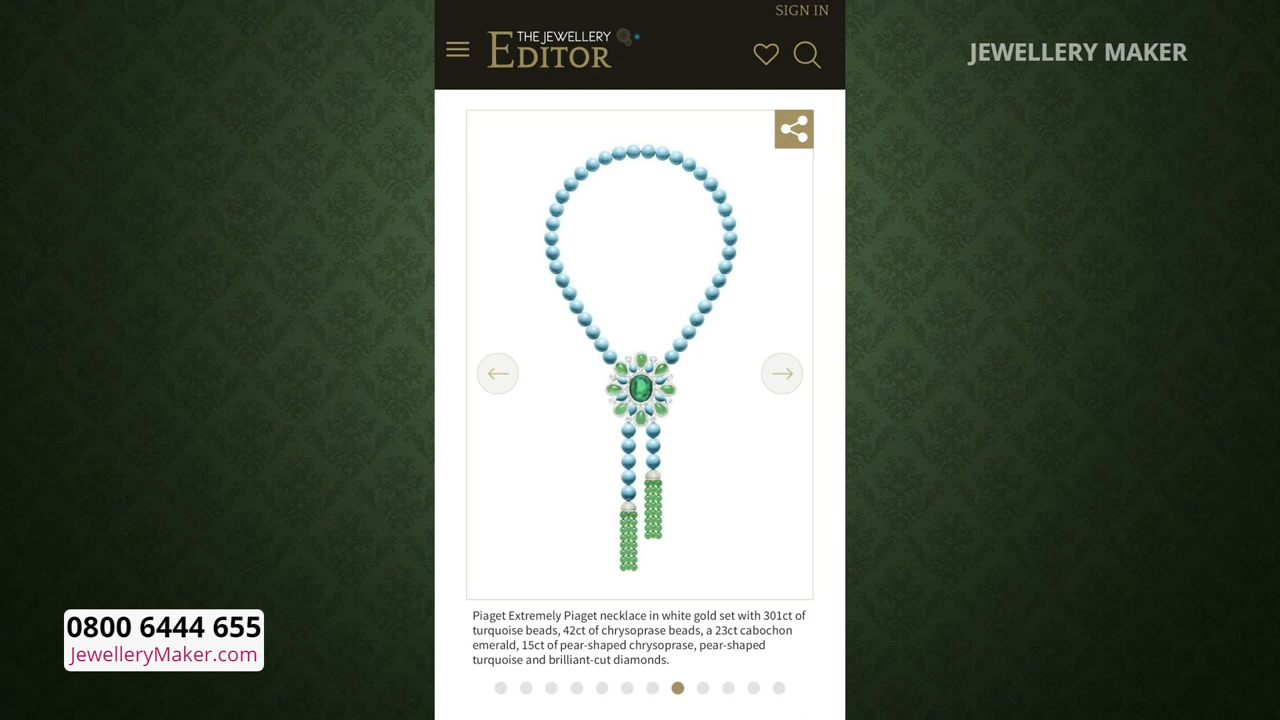 SIGN IN
THE JEWELLERY
EDITOR
JEWELLERY MAKER
Piaget Extremely Piaget necklace in white gold set with 301ct of
turquoise beads, 42ct of chrysoprase beads, a 23ct cabochon
emerald, 15ct of pear-shaped chrysoprase, pear-shaped
turquoise and brilliant-cut diamonds.
0800 6444 655
JewelleryMaker.com